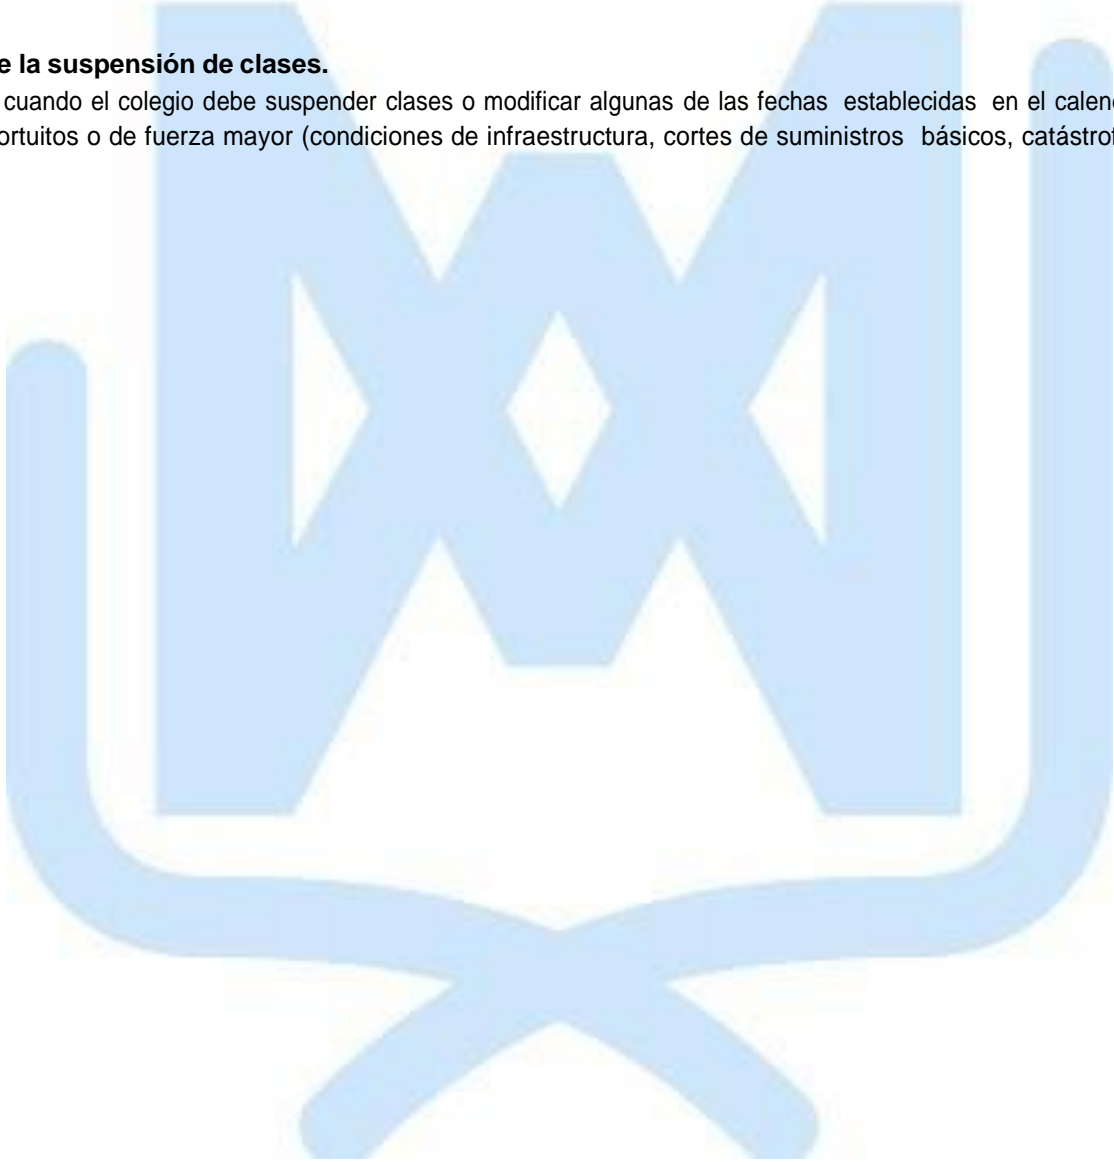 e la suspensión de clases.
cuando el colegio debe suspender clases o modificar algunas de las fechas establecidas en el calen
ortuitos o de fuerza mayor (condiciones de infraestructura, cortes de suministros básicos, catástrof